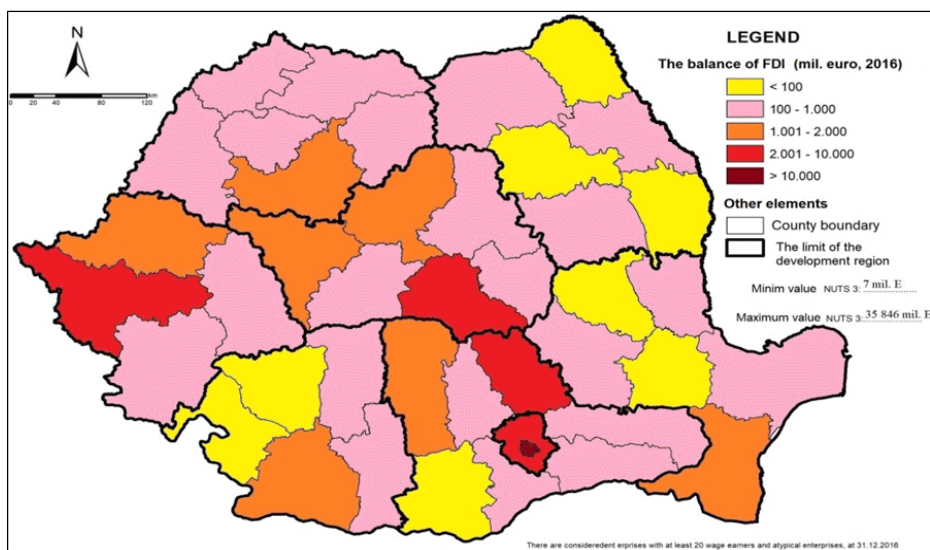 N
km
0 20 40 60 80 120
LEGEND
The balance of FDI (mil. euro, 2016)
< 100
100 - 1.000
1.001 - 2.000
2.001 - 10.000
> 10.000
Other elements
County boundary
The limit of the
development region
Minim value NUTS 3: 7 mil. E
Maximum value NUTS 3: 35 846 mil. E
There are consideredent erprises with at least 20 wage earners and atypical enterprises, at 31.12.2016